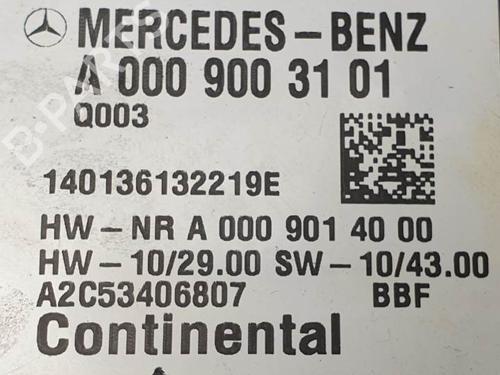 MERCEDES-BENZ
A 000 900 31 01
Q003
140136132219E
HW-NR A 000 901 40 00
HW-10/29.00 SW-10/43.00
A2C53406807 BBF
Continental
B-PARTS